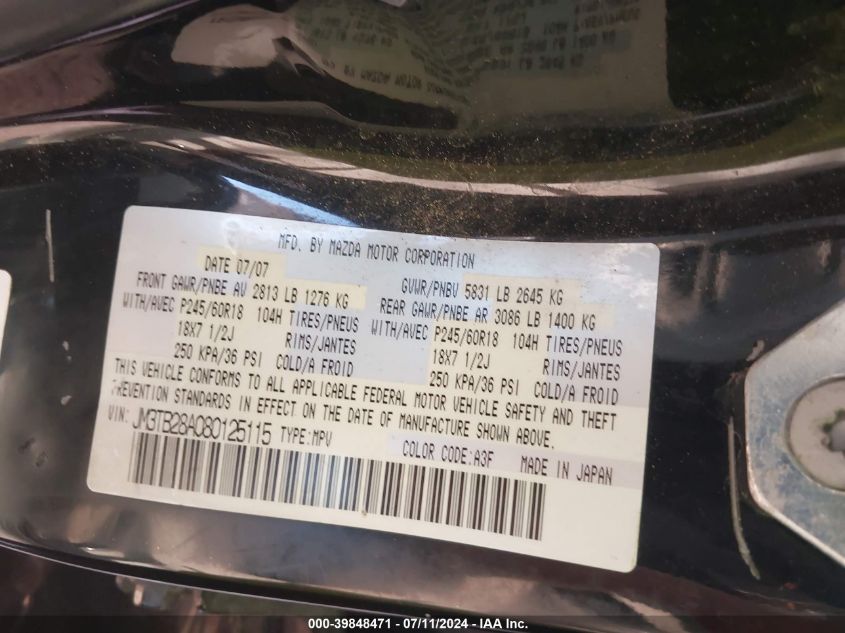 MFD. BY MAZDA MOTOR CORPORATION
DATE 07/07
GVWR/PNBV 5831 LB 2645 KG
FRONT GAWR/PNBE AV 2813 LB 1276 KG
REAR GAWR/PNBE AR 3086 LB 1400 KG
WITH/AVEC P245/60R18 104H TIRES/PNEUS
WITH/AVEC P245/60R18 104H TIRES/PNEUS
18X7 1/2J RIMS/JANTES
18X7 1/2J RIMS/JANTES
250 KPA/36 PSI COLD/A FROID
250 KPA/36 PSI COLD/A FROID
THIS VEHICLE CONFORMS TO ALL APPLICABLE FEDERAL MOTOR VEHICLE SAFETY AND THEFT
PREVENTION STANDARDS IN EFFECT ON THE DATE OF MANUFACTURE SHOWN ABOVE.
VIN: JM3TB28A080125115 TYPE:MPV
COLOR CODE:A3F MADE IN JAPAN
000-39848471 - 07/11/2024 - IAA Inc.